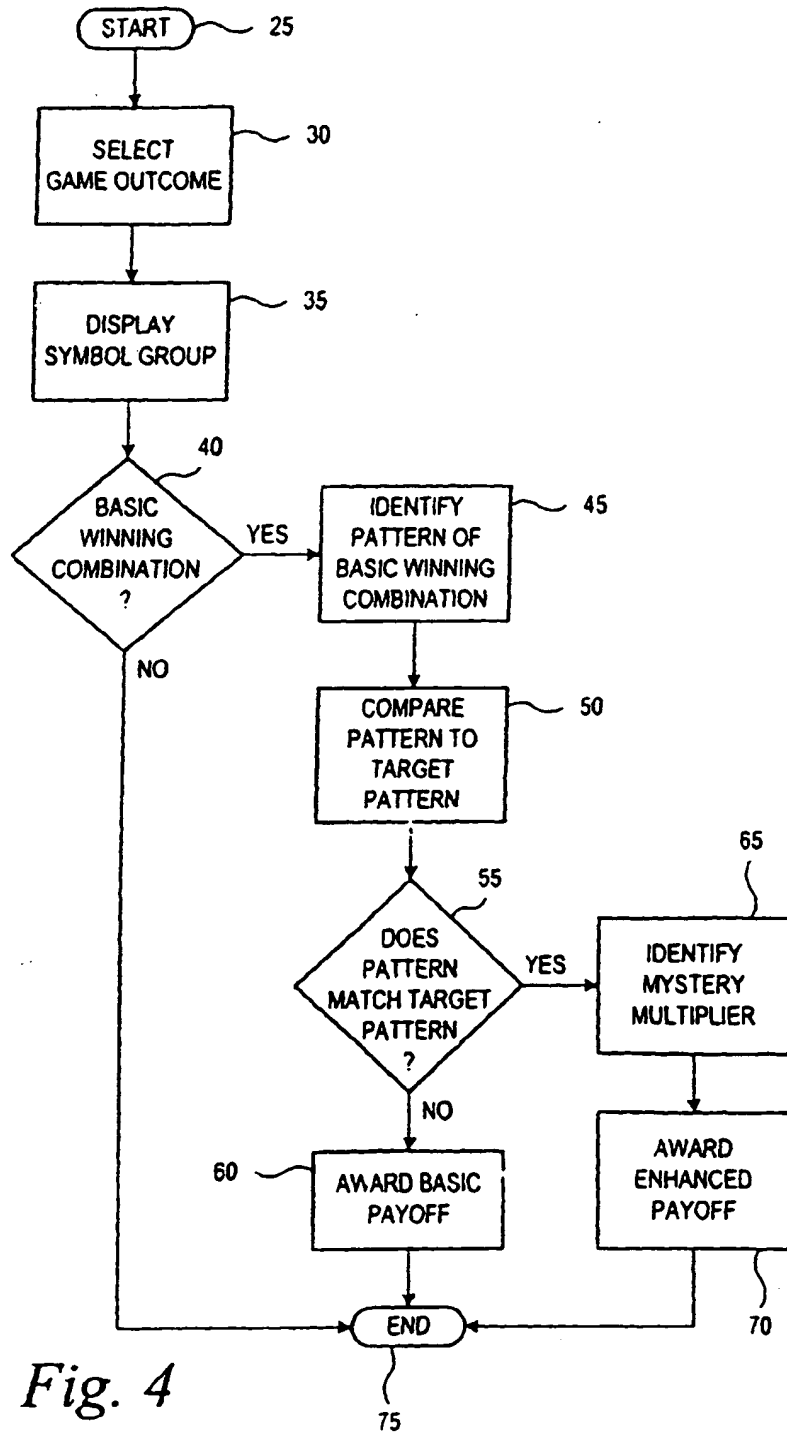 START
25
SELECT
GAME OUTCOME
30
DISPLAY
SYMBOL GROUP
35
BASIC
WINNING
COMBINATION
?
40
YES
NO
IDENTIFY
PATTERN OF
BASIC WINNING
COMBINATION
45
COMPARE
PATTERN TO
TARGET
PATTERN
50
DOES
PATTERN
MATCH TARGET
PATTERN
?
55
YES
NO
IDENTIFY
MYSTERY
MULTIPLIER
65
AWARD BASIC
PAYOFF
60
AWARD
ENHANCED
PAYOFF
70
END
75
Fig. 4